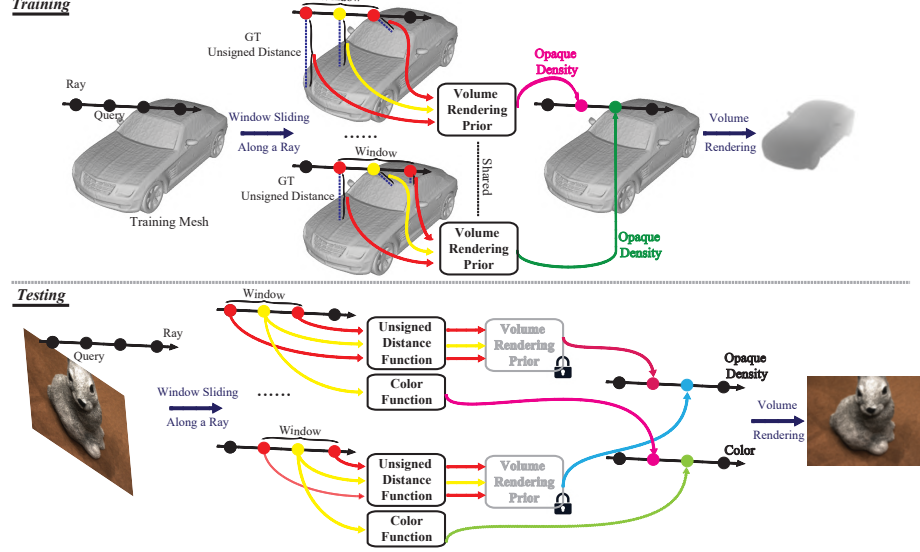 Training
Window
GT
Unsigned Distance
Ray
Query
Window Sliding
Along a Ray
Training Mesh
......
Volume
Rendering
Prior
Opaque
Density
Volume
Rendering
Shared
Window
GT
Unsigned Distance
Volume
Rendering
Prior
Opaque
Density
Testing
Window
Ray
Query
Window Sliding
Along a Ray
......
Unsigned
Distance
Function
Volume
Rendering
Prior
Color
Function
Opaque
Density
Volume
Rendering
Color
Window
Unsigned
Distance
Function
Volume
Rendering
Prior
Color
Function